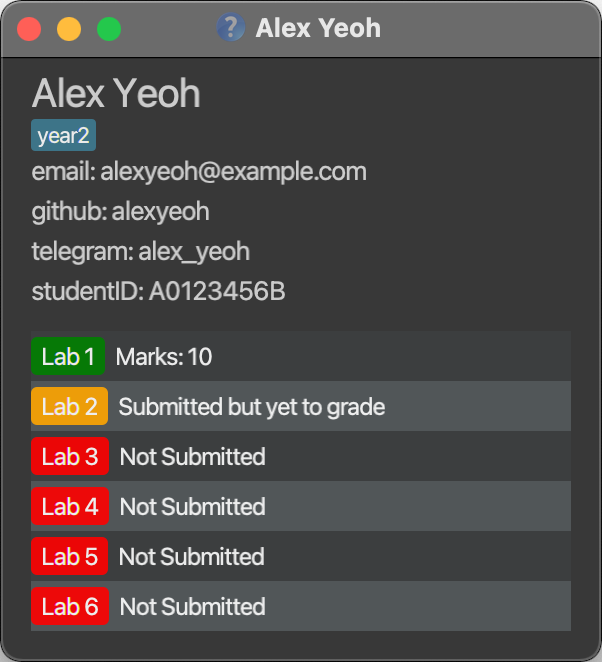 Alex Yeoh
Alex Yeoh
year2
email: alexyeoh@example.com
github: alexyeoh
telegram: alex_yeoh
studentID: A0123456B
Lab 1 Marks: 10
Lab 2 Submitted but yet to grade
Lab 3 Not Submitted
Lab 4 Not Submitted
Lab 5 Not Submitted
Lab 6 Not Submitted